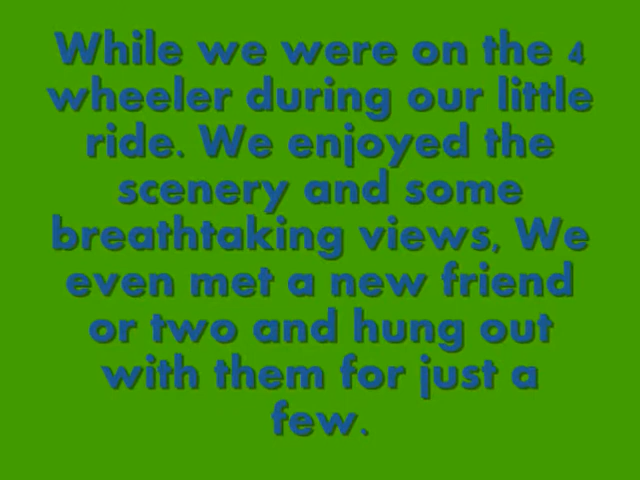 While we were on the 4
wheeler during our little
ride. We enjoyed the
scenery and some
breathtaking views, We
even met a new friend
or two and hung out
with them for just a
few.